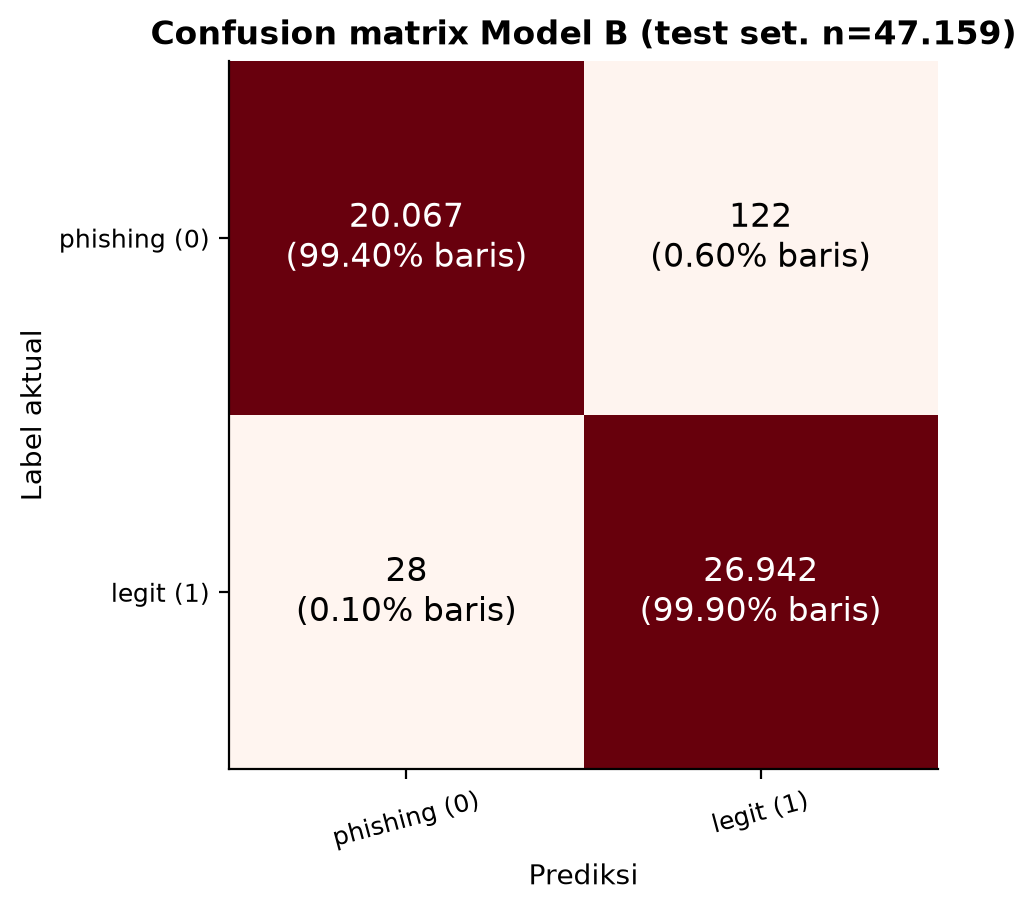 Confusion matrix Model B (test set. n=47.159)
Label aktual
phishing (0)
20.067
(99.40% baris)
122
(0.60% baris)
legit (1)
28
(0.10% baris)
26.942
(99.90% baris)
phishing (0)
legit (1)
Prediksi